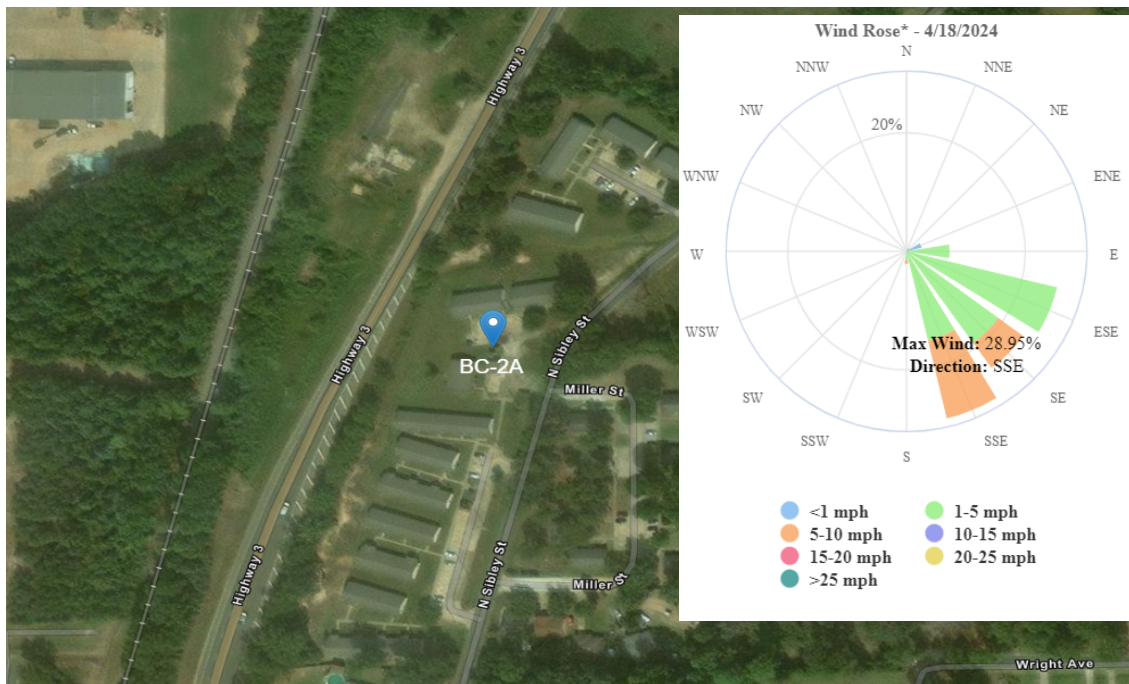 Wind Rose* - 4/18/2024
N
NNW
NNE
NW
NE
20%
WNW
ENE
W
E
WSW
ESE
Max Wind: 28.95%
Direction: SSE
SW
SE
SSW
SSE
S
<1 mph
1-5 mph
5-10 mph
10-15 mph
15-20 mph
20-25 mph
>25 mph
Highway 3
Highway 3
N Sibley St
BC-2A
Miller St
Highway 3
N Sibley St
Miller St
Wright Ave